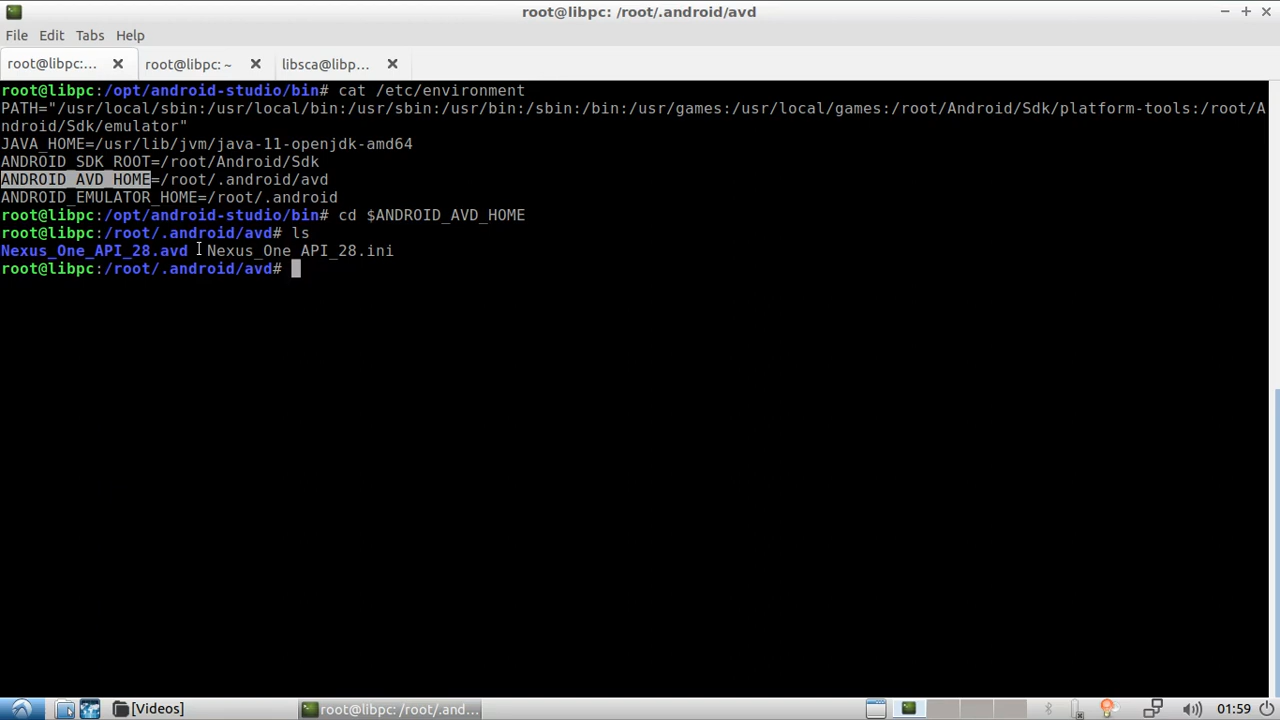 root@libpc: /root/.android/avd
File Edit Tabs Help
root@libpc:... root@libpc: ~ libsca@libp...
root@libpc:/opt/android-studio/bin# cat /etc/environment
PATH="/usr/local/sbin:/usr/local/bin:/usr/sbin:/usr/bin:/sbin:/bin:/usr/games:/usr/local/games:/root/Android/Sdk/platform-tools:/root/A
ndroid/Sdk/emulator"
JAVA_HOME=/usr/lib/jvm/java-11-openjdk-amd64
ANDROID_SDK_ROOT=/root/Android/Sdk
ANDROID_AVD_HOME=/root/.android/avd
ANDROID_EMULATOR_HOME=/root/.android
root@libpc:/opt/android-studio/bin# cd $ANDROID_AVD_HOME
root@libpc:/root/.android/avd# ls
Nexus_One_API_28.avd Nexus_One_API_28.ini
root@libpc:/root/.android/avd#
[Videos] root@libpc: /root/.and... 01:59